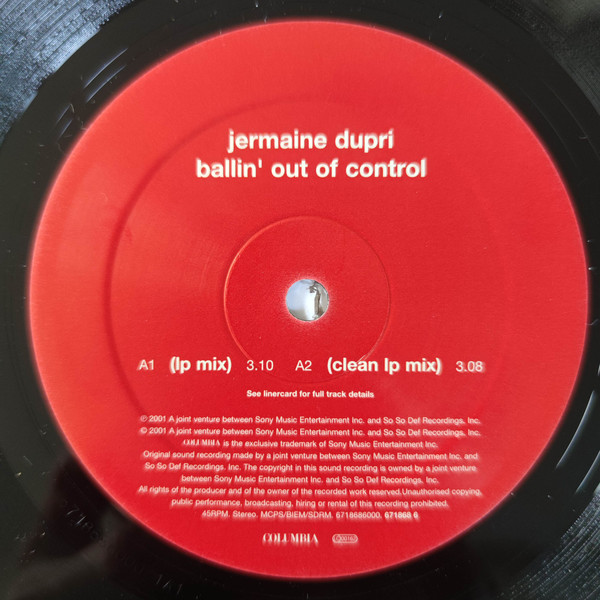 jermaine dupri
ballin' out of control
A1 (lp mix) 3.10 A2 (clean lp mix) 3.08
See linercard for full track details
℗ 2001 A joint venture between Sony Music Entertainment Inc. and So So Def Recordings, Inc.
© 2001 A joint venture between Sony Music Entertainment Inc. and So So Def Recordings, Inc.
COLUMBIA is the exclusive trademark of Sony Music Entertainment Inc.
Original sound recording made by a joint venture between Sony Music Entertainment Inc. and
So So Def Recordings, Inc. The copyright in this sound recording is owned by a joint venture
between Sony Music Entertainment Inc. and So So Def Recordings, Inc.
All rights of the producer and of the owner of the recorded work reserved.Unauthorised copying,
public performance, broadcasting, hiring or rental of this recording prohibited.
45RPM. Stereo. MCPS/BIEM/SDRM. 6718686000. 671868 6
COLUMBIA